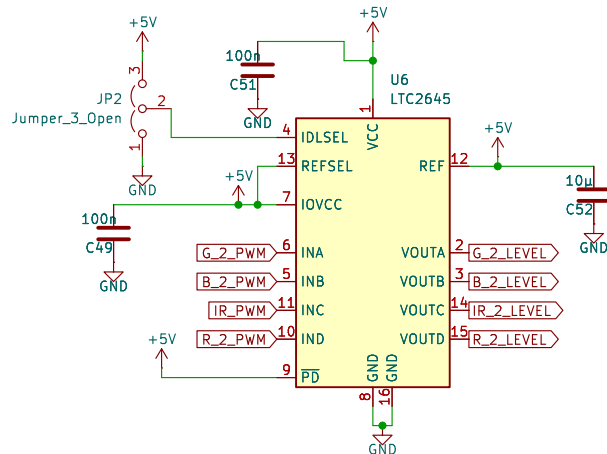 +5V
+5V
100n
C51
GND
U6
LTC2645
3
JP2
2
Jumper_3_Open
1
GND
1
VCC
4
IDLSEL
13
REFSEL
REF
12
+5V
10µ
C52
GND
+5V
7
IOVCC
100n
C49
GND
G_2_PWM
6
INA
VOUTA
2
G_2_LEVEL
B_2_PWM
5
INB
VOUTB
3
B_2_LEVEL
IR_PWM
11
INC
VOUTC
14
IR_2_LEVEL
R_2_PWM
10
IND
VOUTD
15
R_2_LEVEL
+5V
9
PD
GND
GND
8
16
GND